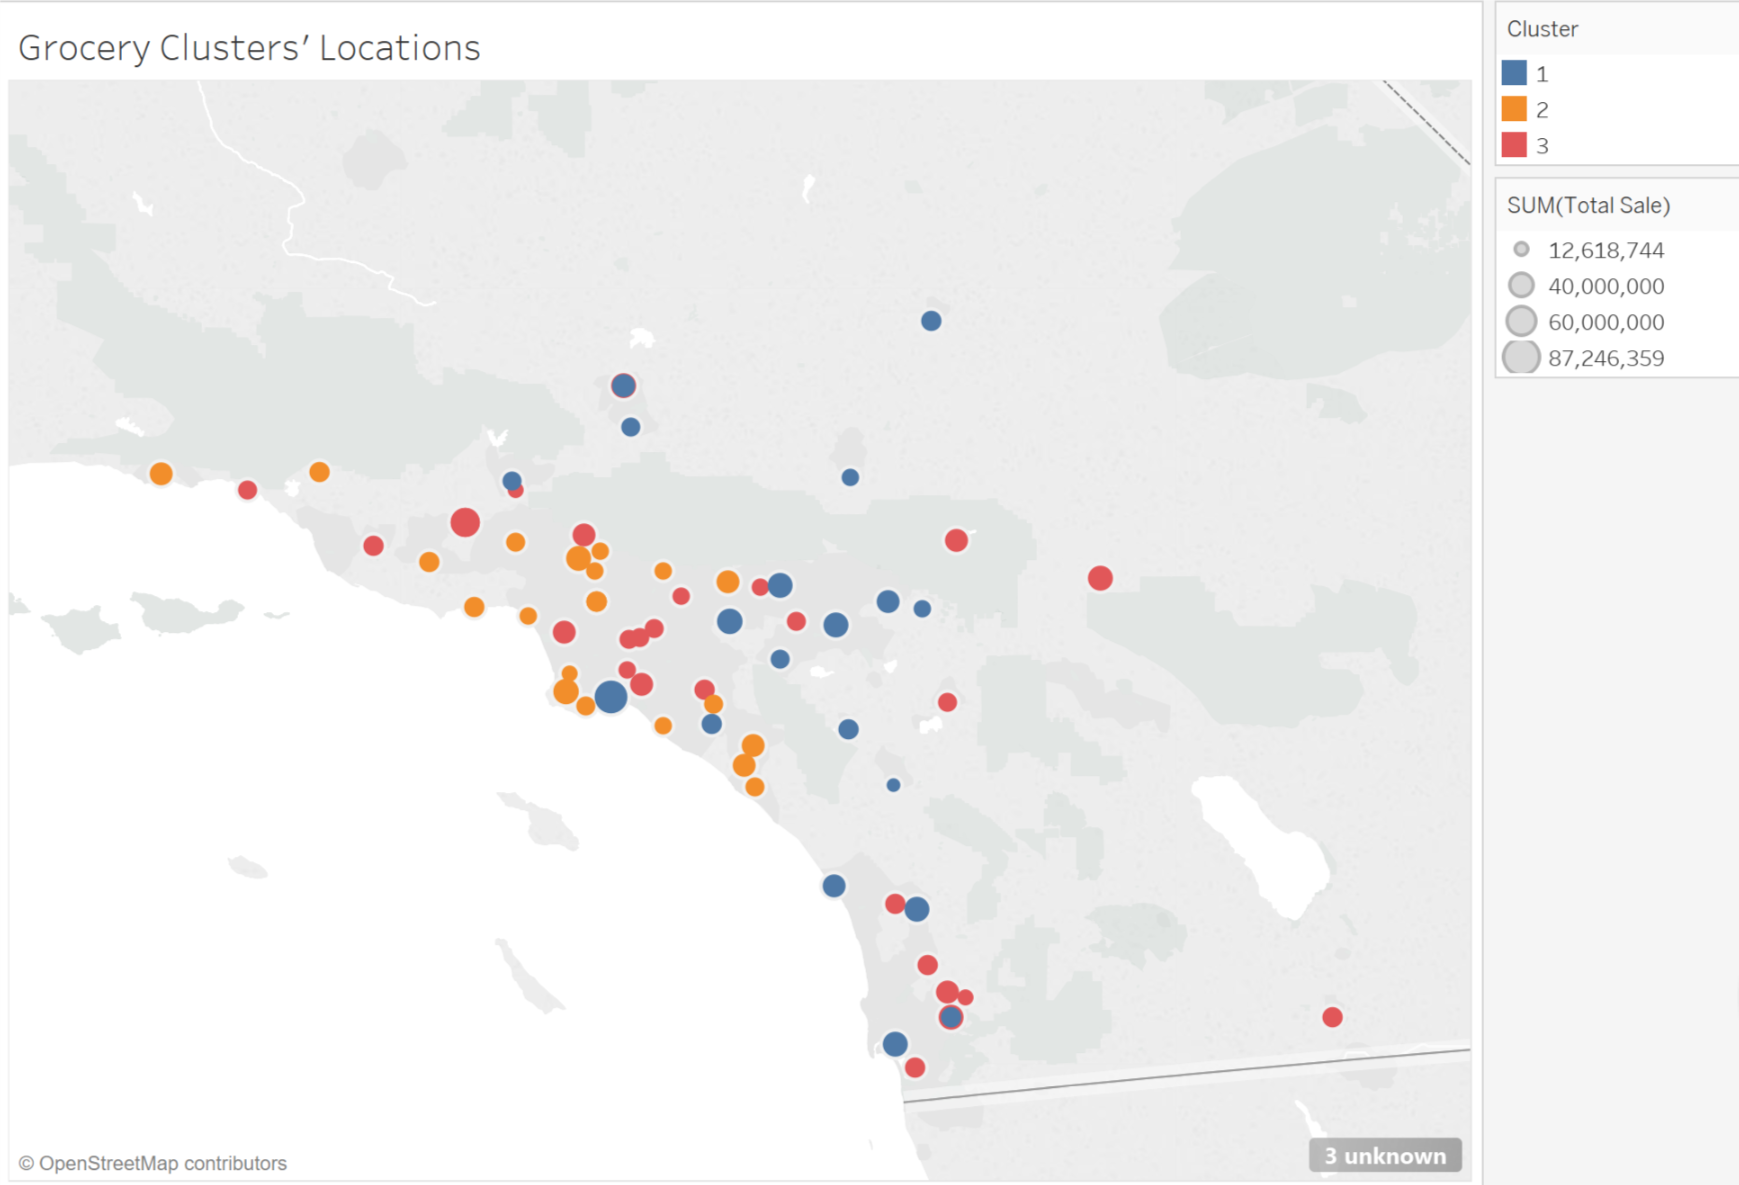 Grocery Clusters’ Locations
Cluster
1
2
3
SUM(Total Sale)
12,618,744
40,000,000
60,000,000
87,246,359
© OpenStreetMap contributors
3 unknown